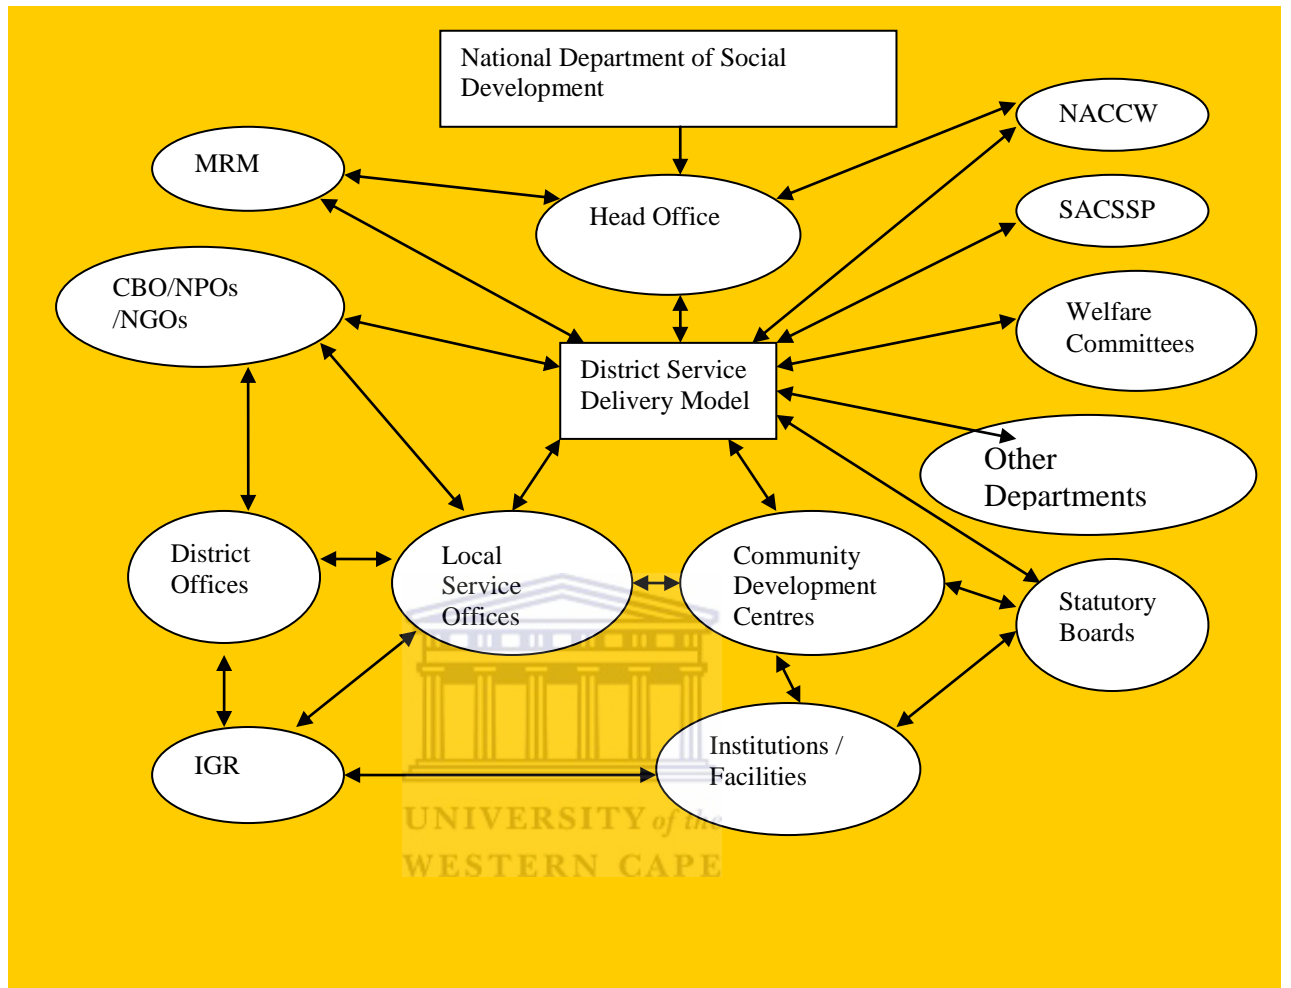 National Department of Social
Development
NACCW
MRM
SACSSP
Head Office
CBO/NPOs
/NGOs
Welfare
Committees
District Service
Delivery Model
Other
Departments
District
Offices
Local
Service
Offices
Community
Development
Centres
Statutory
Boards
IGR
Institutions /
Facilities
UNIVERSITY of the
WESTERN CAPE